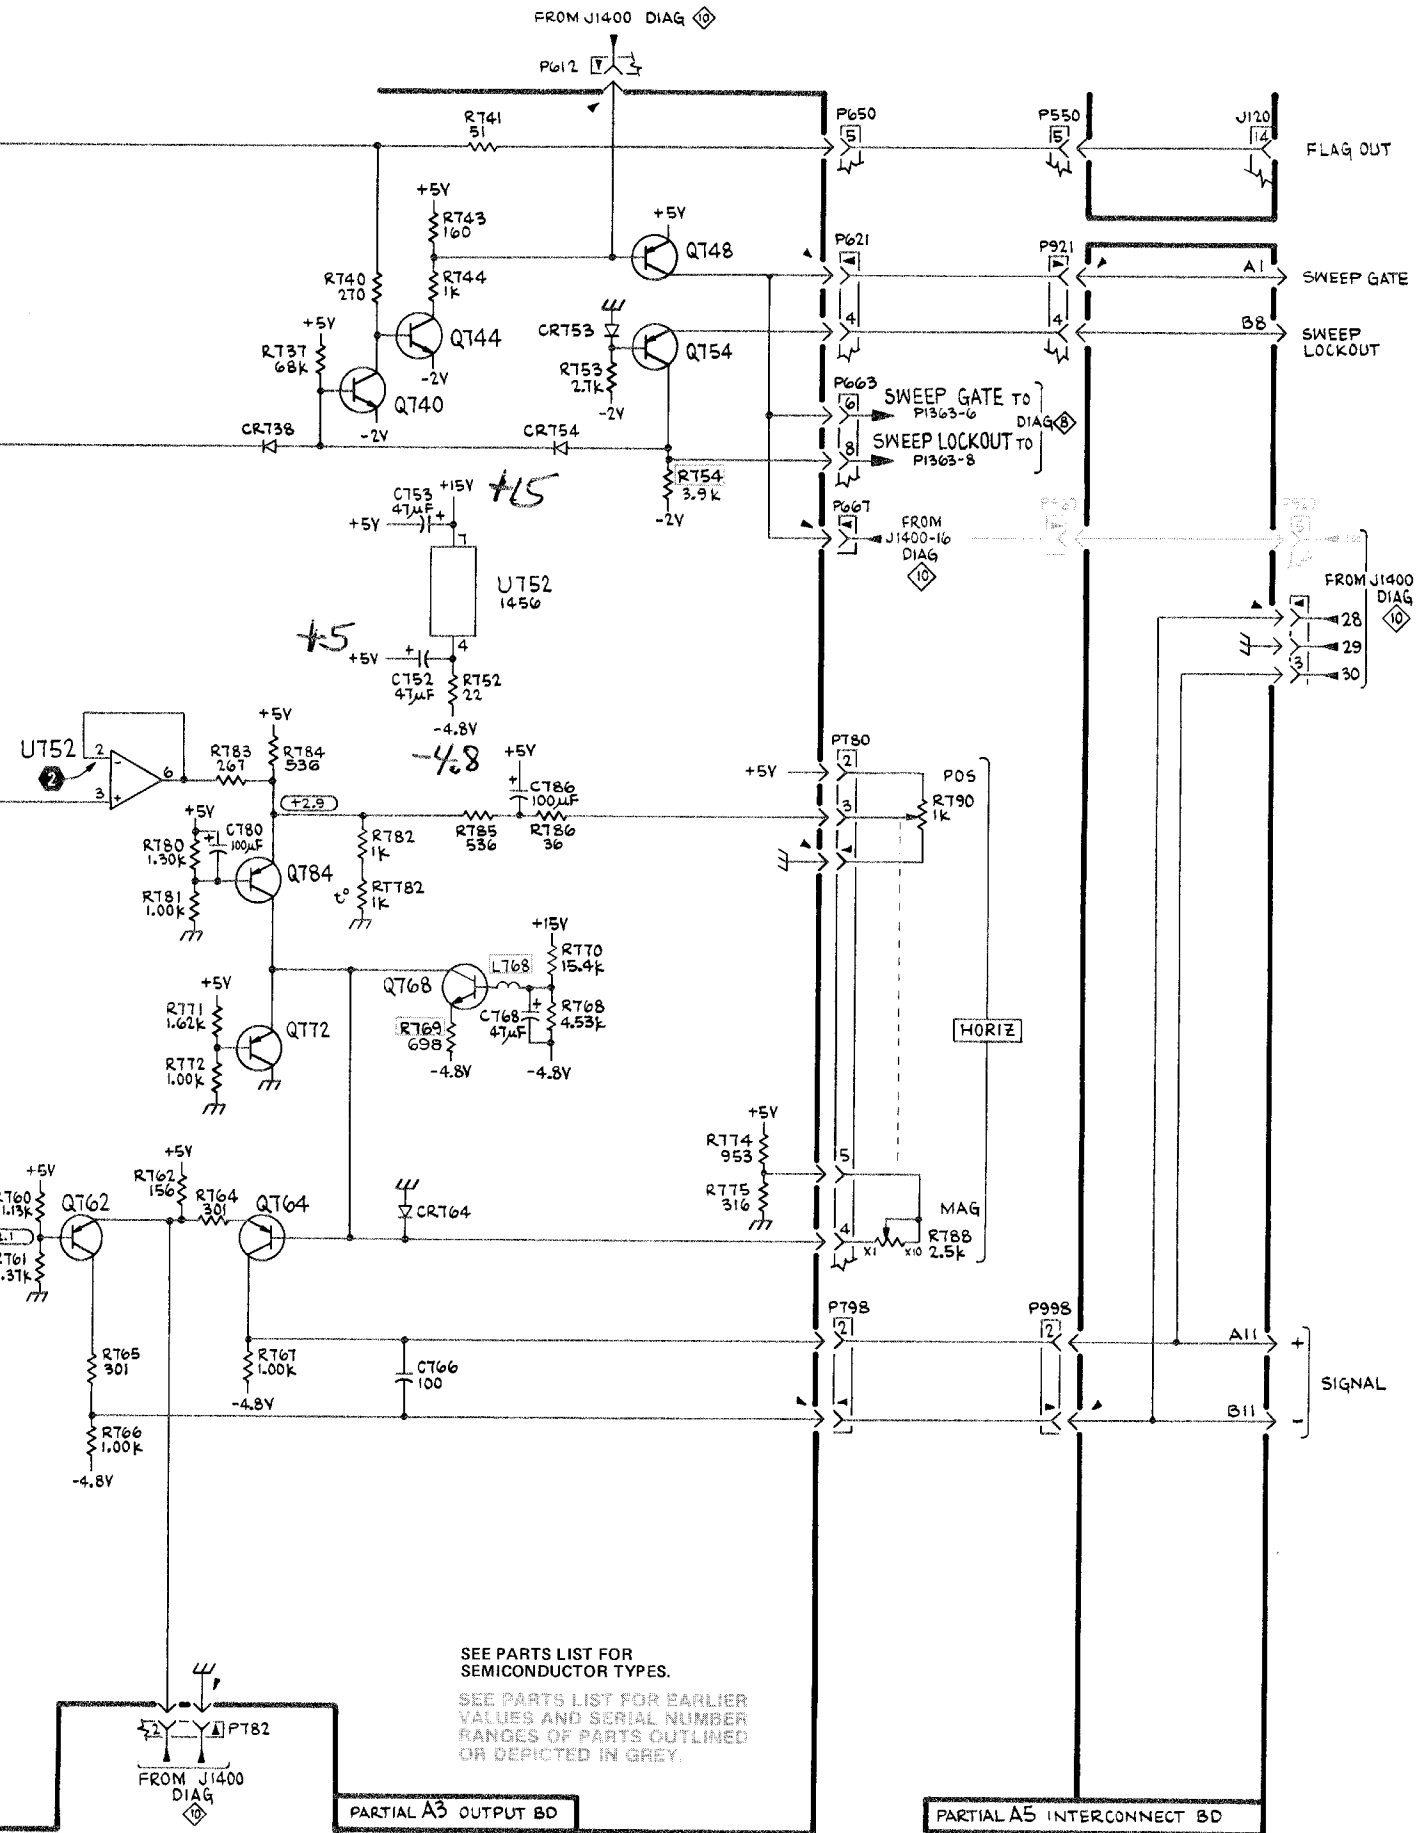 FROM J1400 DIAG 10
P612
R741
51
P650
5
P550
5
J120
14
FLAG OUT
+5V
R743
160
+5V
Q748
P621
P921
A1
SWEEP GATE
R740
270
R744
1K
Q744
-2V
+5V
R737
68K
Q740
-2V
CR753
Q754
R753
2.7K
-2V
4
4
B8
SWEEP
LOCKOUT
P663
6
SWEEP GATE TO
P1363-6
DIAG 8
8
SWEEP LOCKOUT TO
P1363-8
CR738
CR754
R754
3.9K
-2V
C753
47µF
+
+15V
+15
+5V
7
U752
1456
4
+5
+5V
+
C752
47µF
R752
22
-4.8V
-4.8
P667
FROM
J1400-16
DIAG
10
FROM J1400
DIAG
10
28
29
3
30
U752
2
2
-
3
+
6
R783
267
+5V
R784
536
+2.9
+5V
R780
1.30K
+
C780
100µF
R781
1.00K
Q784
R782
1K
t°
RT782
1K
R785
536
+5V
+
C786
100µF
R786
36
P780
+5V
2
3
POS
R790
1K
+5V
R771
1.62K
R772
1.00K
Q772
Q768
L768
+15V
R770
15.4K
R769
698
-4.8V
C768
47µF
+
R768
4.53K
-4.8V
HORIZ
+5V
R774
953
R775
316
5
4
MAG
X1
X10
R788
2.5K
+5V
Q762
+5V
R762
156
R764
301
Q764
CR764
R765
301
R766
1.00K
-4.8V
R767
1.00K
-4.8V
C766
100
P798
2
P998
2
A11
+
SIGNAL
B11
-
2
P782
FROM J1400
DIAG
10
SEE PARTS LIST FOR
SEMICONDUCTOR TYPES.
SEE PARTS LIST FOR EARLIER
VALUES AND SERIAL NUMBER
RANGES OF PARTS OUTLINED
OR DEPICTED IN GREY.
PARTIAL A3 OUTPUT BD
PARTIAL A5 INTERCONNECT BD